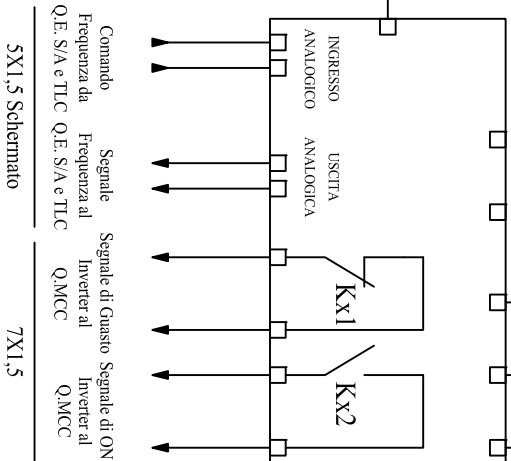 INGRESSO
ANALOGICO
USCITA
ANALOGICA
Kx1
Kx2
Comando
Frequenza da
Q.E. S/A e TLC
Segnale
Frequenza al
Q.E. S/A e TLC
Segnale di Guasto
Inverter al
Q.MCC
Segnale di ON
Inverter al
Q.MCC
5X1,5 Schermato
7X1,5